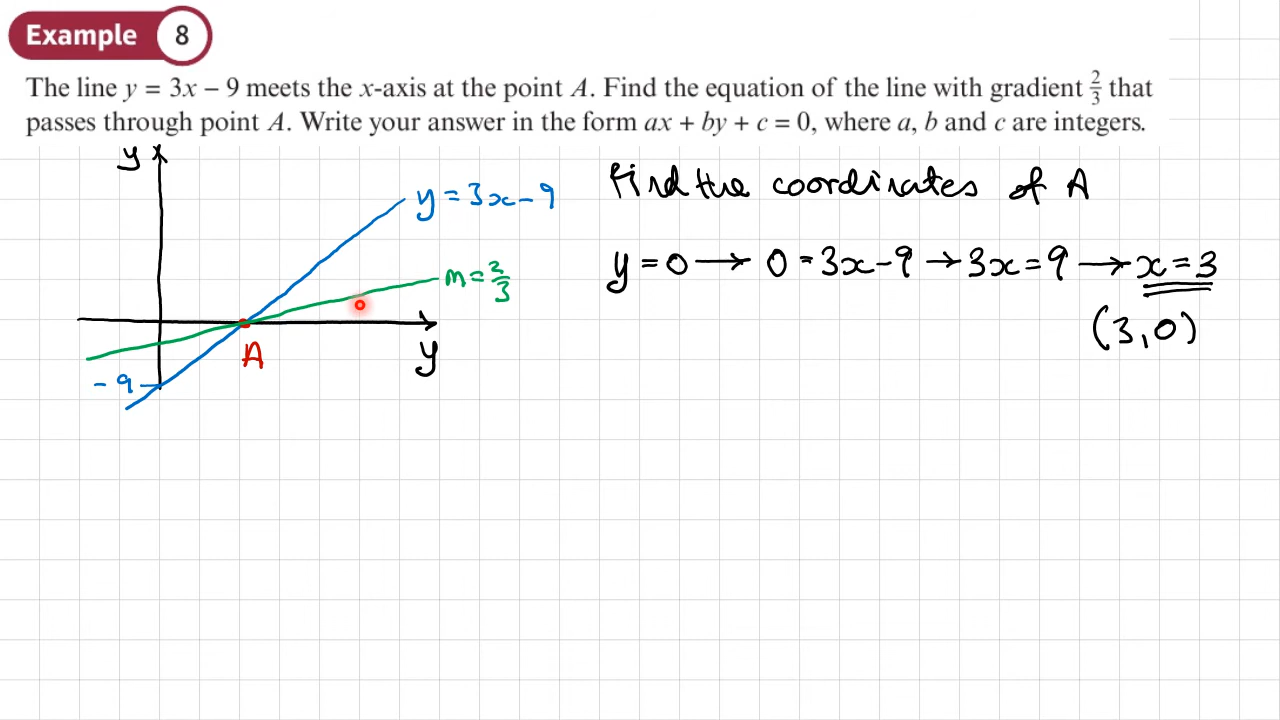 Example 8
The line y = 3x – 9 meets the x-axis at the point A. Find the equation of the line with gradient 2/3 that
passes through point A. Write your answer in the form ax + by + c = 0, where a, b and c are integers.
y
y = 3x - 9
m = 2/3
A
y
- 9
Find the coordinates of A
y = 0 → 0 = 3x - 9 → 3x = 9 → x = 3
(3, 0)